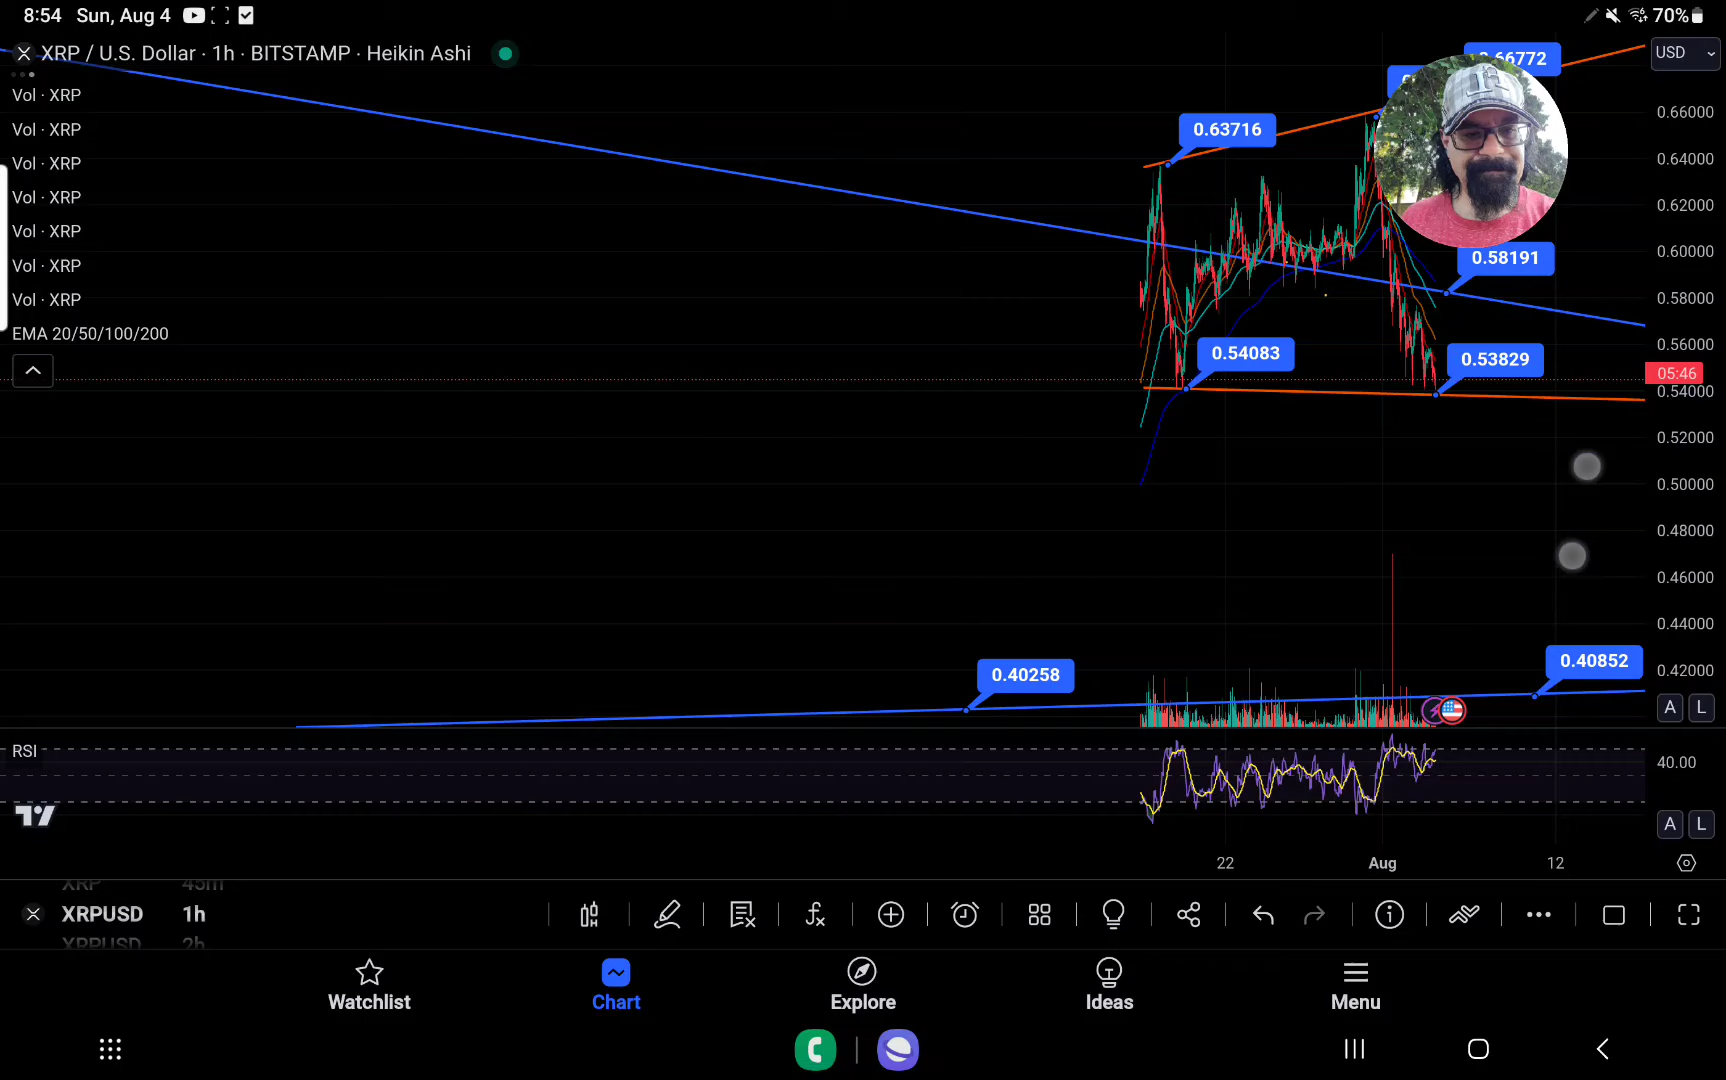 8:54 Sun, Aug 4
70%
XRP / U.S. Dollar · 1h · BITSTAMP · Heikin Ashi
USD
Vol · XRP
Vol · XRP
Vol · XRP
Vol · XRP
Vol · XRP
Vol · XRP
Vol · XRP
EMA 20/50/100/200
0.63716
0.58191
0.54083
0.53829
0.40258
0.40852
0.66000
0.64000
0.62000
0.60000
0.58000
0.56000
05:46
0.54000
0.52000
0.50000
0.48000
0.46000
0.44000
0.42000
A L
RSI
40.00
A L
22 Aug 12
XRP 45m
XRPUSD 1h
XRPUSD 2h
Watchlist
Chart
Explore
Ideas
Menu